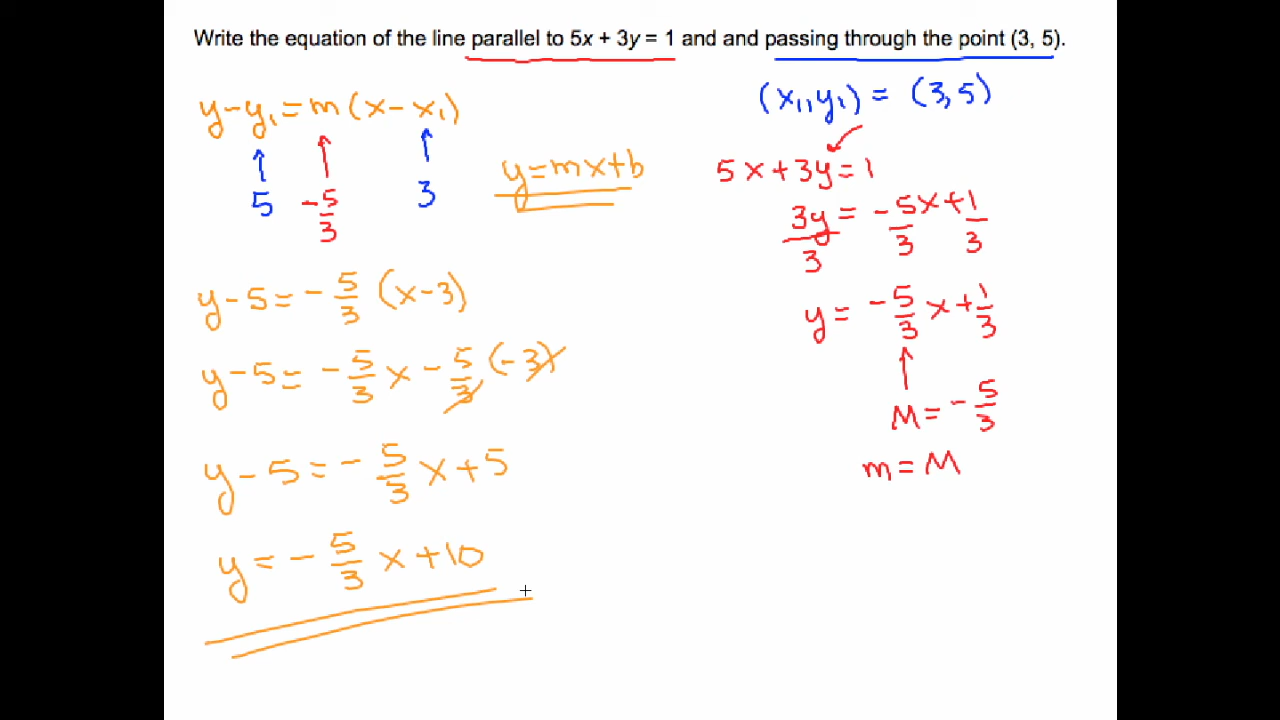 Write the equation of the line parallel to 5x + 3y = 1 and and passing through the point (3, 5).
y-y₁=m(x-x₁)
5 -5/3 3
y=mx+b
y-5=-5/3 (x-3)
y-5=-5/3 x-5/3 (-3)
y-5=-5/3 x+5
y=-5/3 x+10
(x₁,y₁) = (3,5)
5x+3y=1
3y/3 = -5x/3+1/3
y=-5/3 x+1/3
M=-5/3
m=M